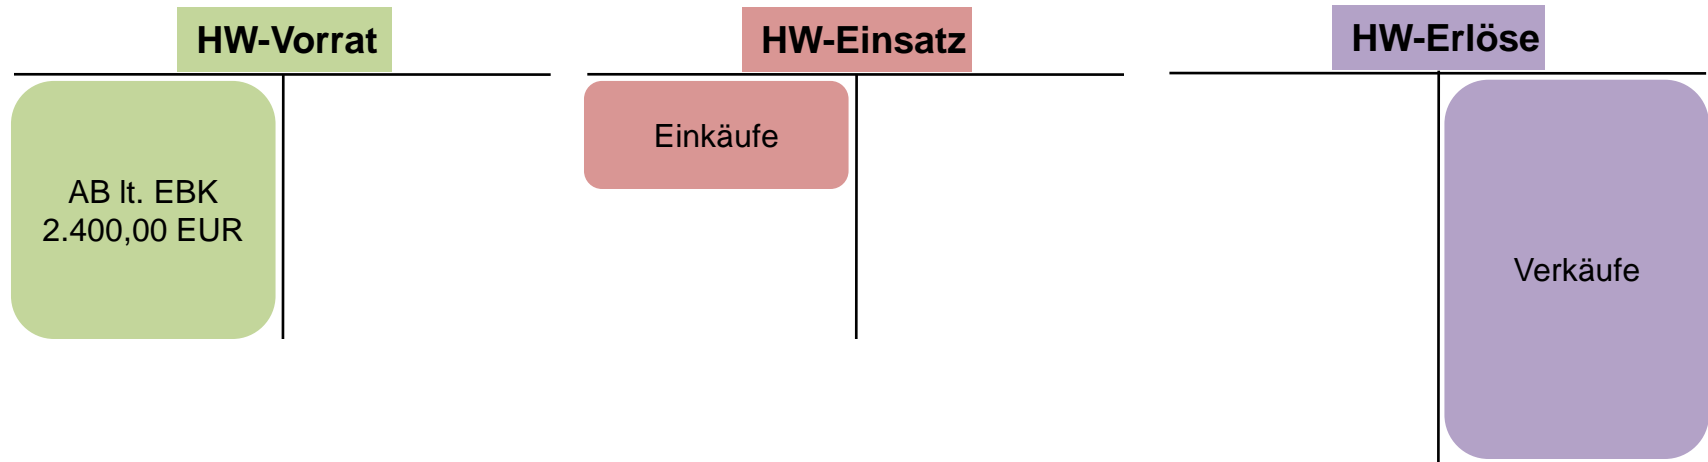 HW-Vorrat
HW-Einsatz
HW-Erlöse
AB lt. EBK
2.400,00 EUR
Einkäufe
Verkäufe